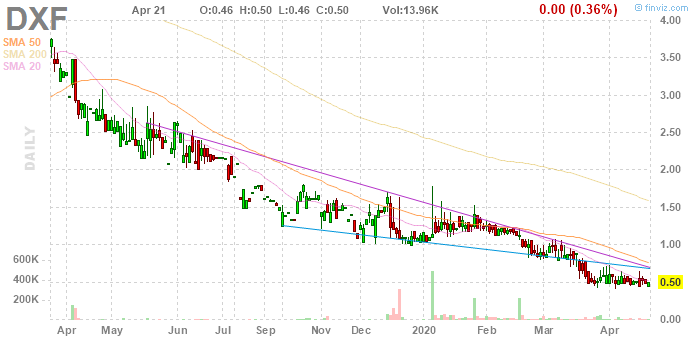 DXF
Apr 21 O:0.46 H:0.50 L:0.46 C:0.50 Vol:13.96K 0.00 (0.36%)
© finviz.com
SMA 50
SMA 200
SMA 20
DAILY
4.00
3.50
3.00
2.50
2.00
1.50
1.00
0.50
0.00
600K
400K
200K
Apr May Jun Jul Aug Sep Nov Dec 2020 Feb Mar Apr